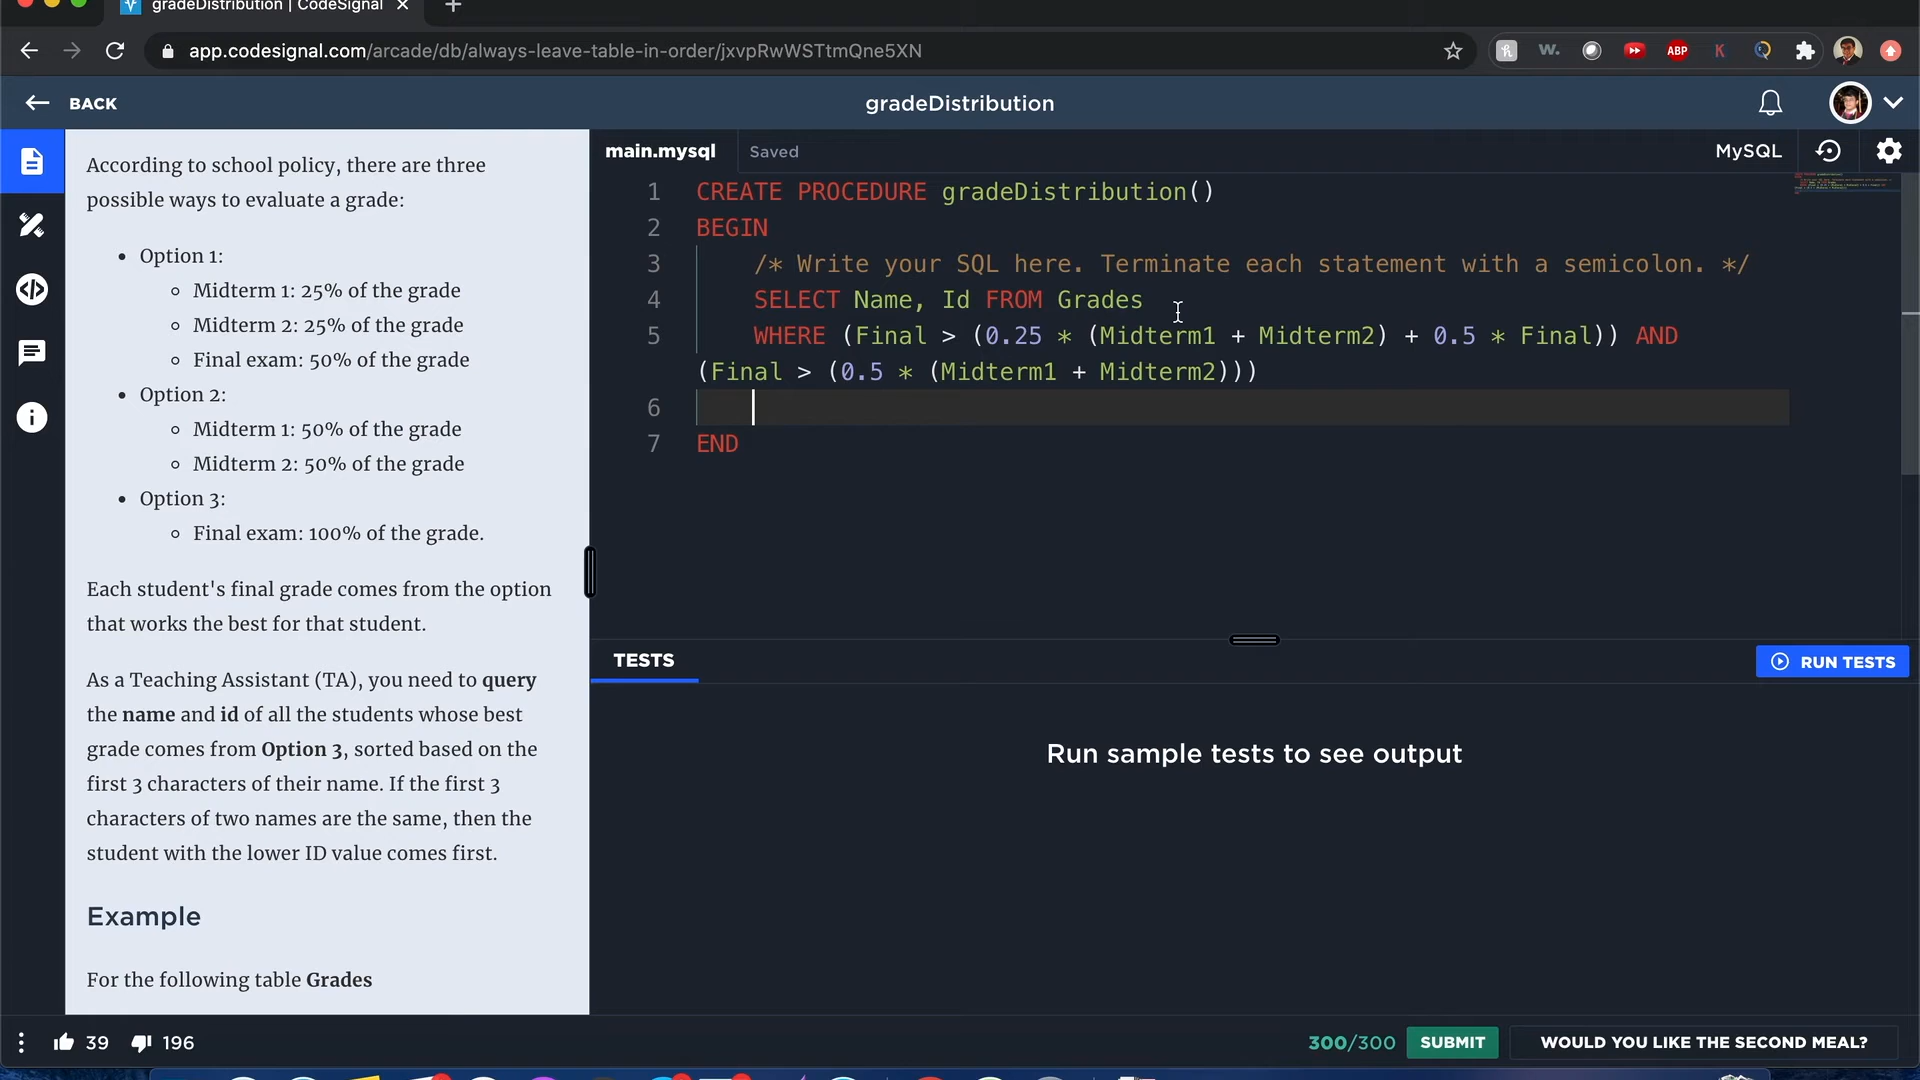 gradeDistribution | CodeSignal
app.codesignal.com/arcade/db/always-leave-table-in-order/jxvpRwWSTtmQne5XN
BACK
gradeDistribution
According to school policy, there are three
possible ways to evaluate a grade:
Option 1:
Midterm 1: 25% of the grade
Midterm 2: 25% of the grade
Final exam: 50% of the grade
Option 2:
Midterm 1: 50% of the grade
Midterm 2: 50% of the grade
Option 3:
Final exam: 100% of the grade.
Each student's final grade comes from the option
that works the best for that student.
As a Teaching Assistant (TA), you need to query
the name and id of all the students whose best
grade comes from Option 3, sorted based on the
first 3 characters of their name. If the first 3
characters of two names are the same, then the
student with the lower ID value comes first.
Example
For the following table Grades
39 196
main.mysql Saved MySQL
1 CREATE PROCEDURE gradeDistribution()
2 BEGIN
3 /* Write your SQL here. Terminate each statement with a semicolon. */
4 SELECT Name, Id FROM Grades
5 WHERE (Final > (0.25 * (Midterm1 + Midterm2) + 0.5 * Final)) AND
(Final > (0.5 * (Midterm1 + Midterm2)))
6
7 END
TESTS
RUN TESTS
Run sample tests to see output
300/300 SUBMIT WOULD YOU LIKE THE SECOND MEAL?
ABP
K
W.